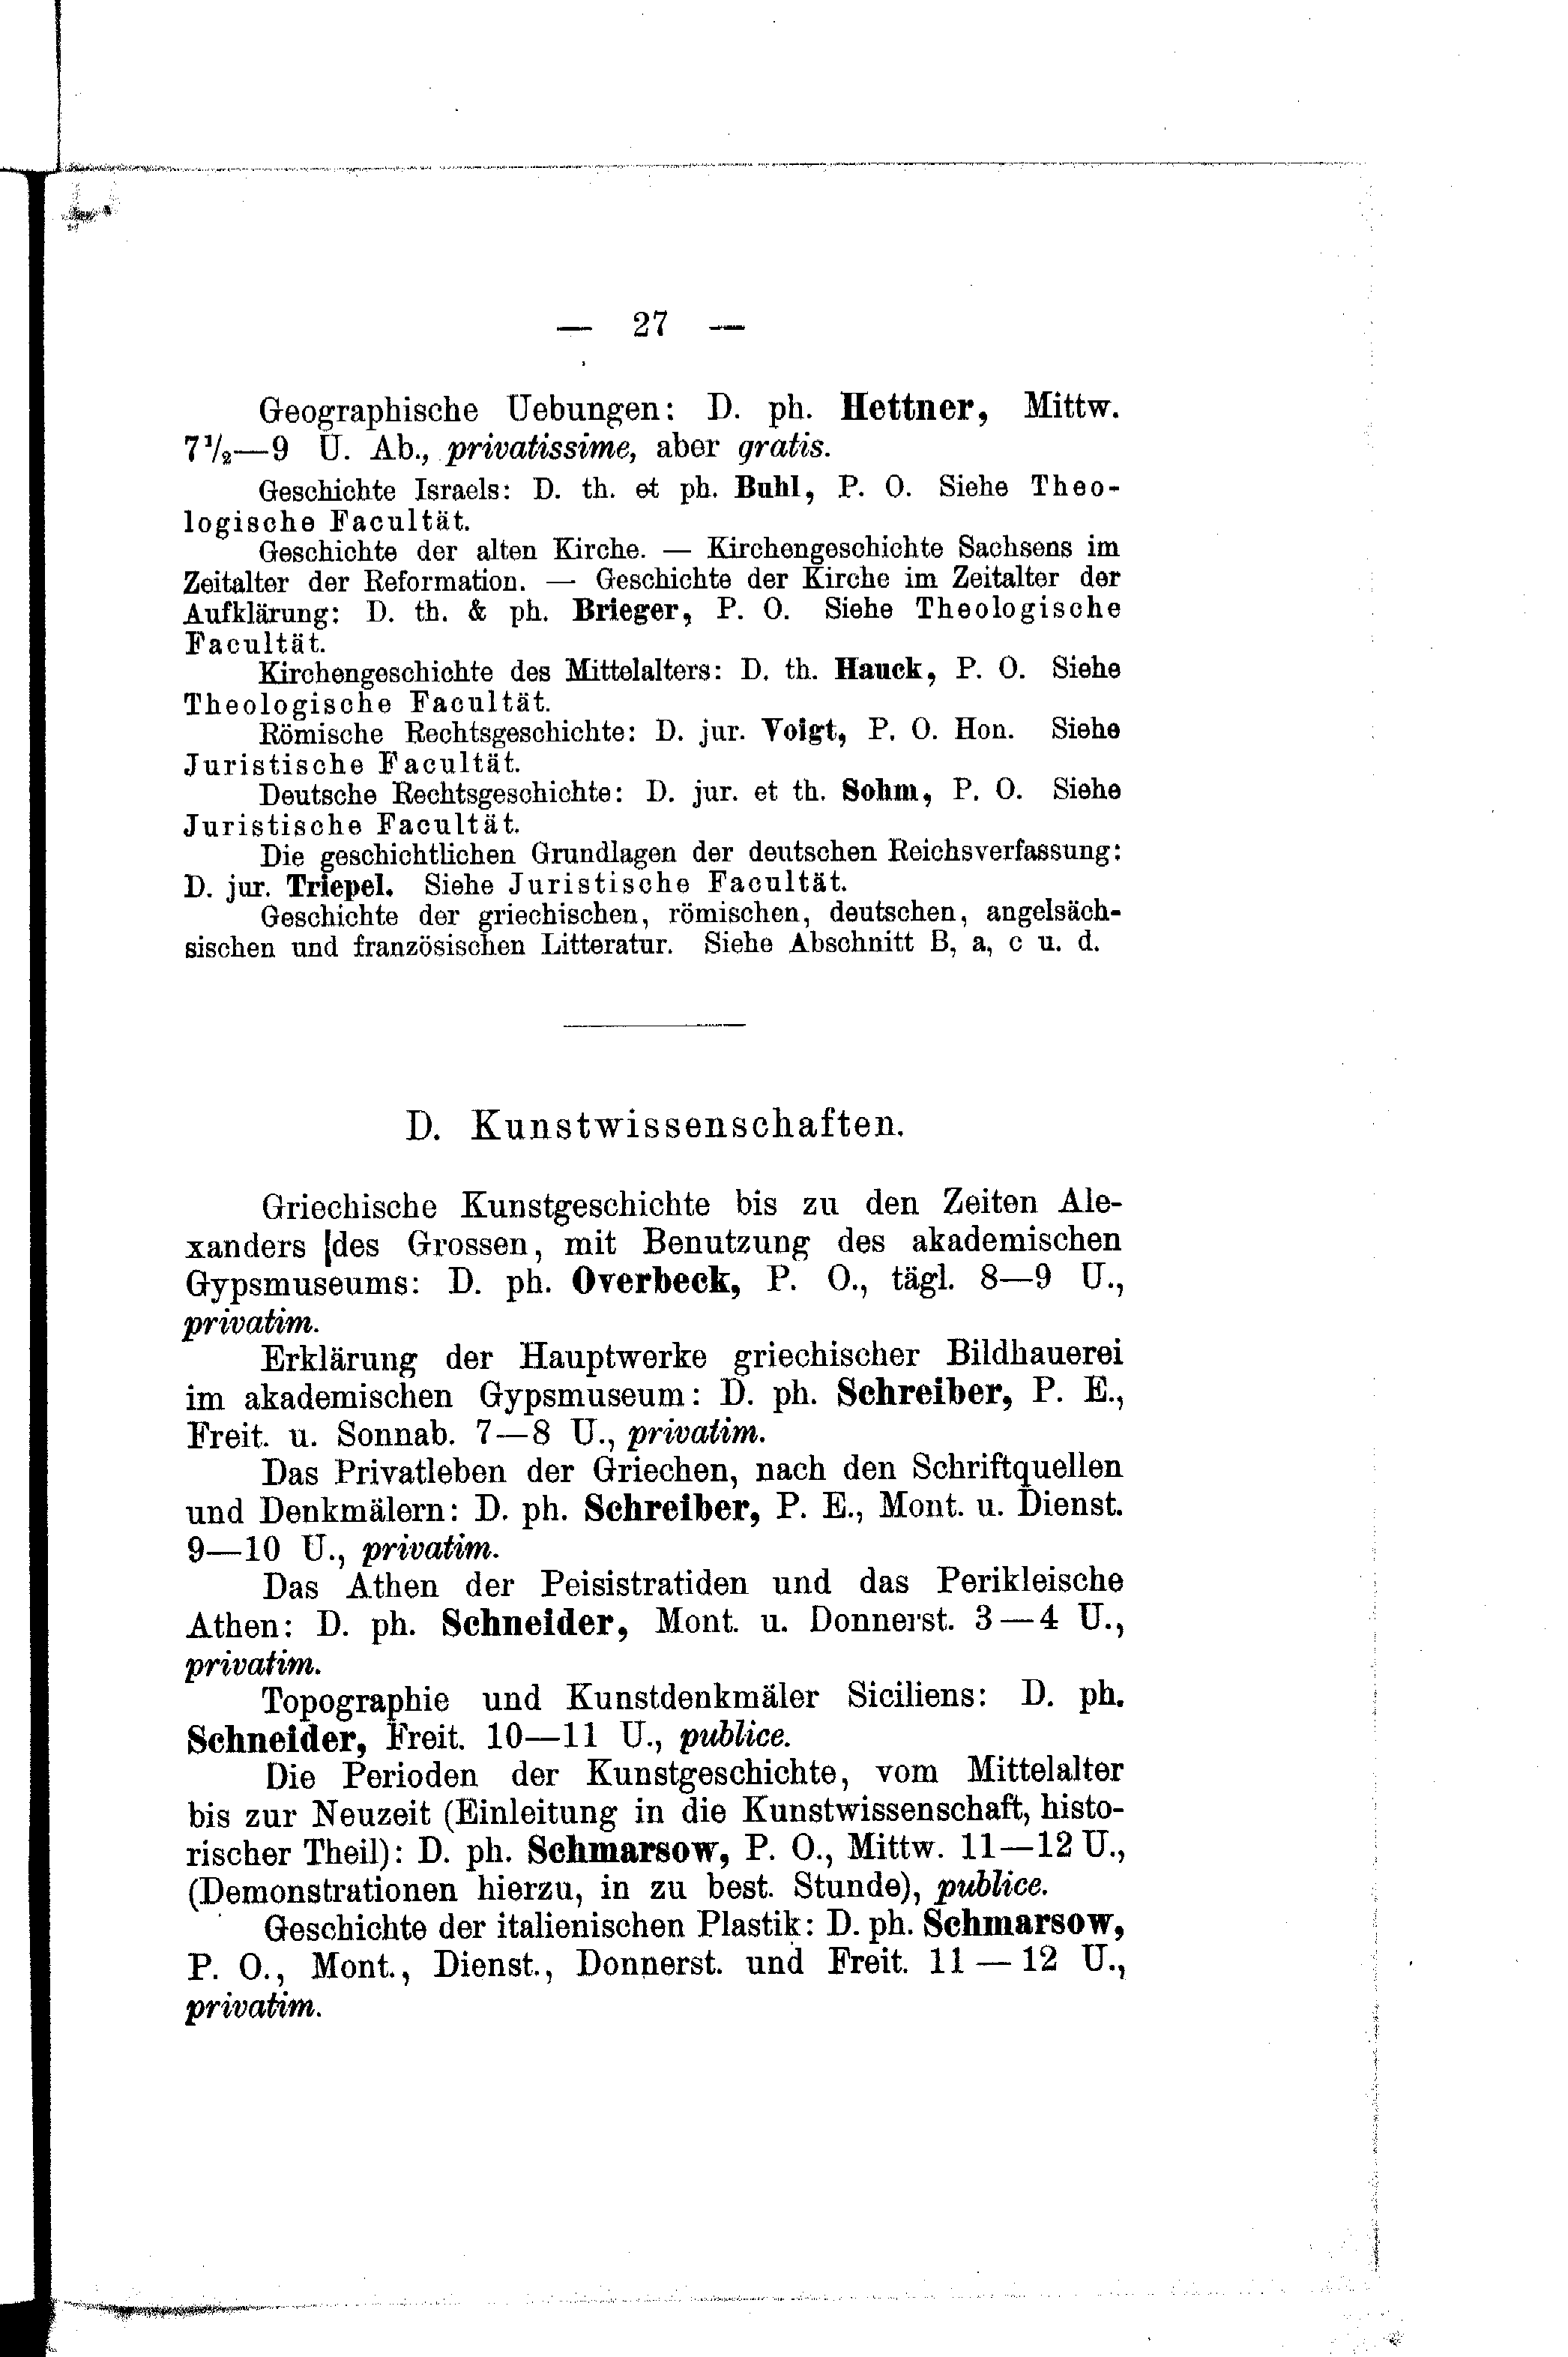 — 27 —
Geographische Uebungen: D. ph. Hettner, Mittw.
7½—9 U. Ab., privatissime, aber gratis.
Geschichte Israels: D. th. et ph. Buhl, P. O. Siehe Theo-
logische Facultät.
Geschichte der alten Kirche. — Kirchengeschichte Sachsens im
Zeitalter der Reformation. — Geschichte der Kirche im Zeitalter der
Aufklärung: D. th. & ph. Brieger, P. O. Siehe Theologische
Facultät.
Kirchengeschichte des Mittelalters: D. th. Hauck, P. O. Siehe
Theologische Facultät.
Römische Rechtsgeschichte: D. jur. Voigt, P. O. Hon. Siehe
Juristische Facultät.
Deutsche Rechtsgeschichte: D. jur. et th. Sohm, P. O. Siehe
Juristische Facultät.
Die geschichtlichen Grundlagen der deutschen Reichsverfassung:
D. jur. Triepel. Siehe Juristische Facultät.
Geschichte der griechischen, römischen, deutschen, angelsäch-
sischen und französischen Litteratur. Siehe Abschnitt B, a, c u. d.
D. Kunstwissenschaften.
Griechische Kunstgeschichte bis zu den Zeiten Ale-
xanders des Grossen, mit Benutzung des akademischen
Gypsmuseums: D. ph. Overbeck, P. O., tägl. 8—9 U.,
privatim.
Erklärung der Hauptwerke griechischer Bildhauerei
im akademischen Gypsmuseum: D. ph. Schreiber, P. E.,
Freit. u. Sonnab. 7—8 U., privatim.
Das Privatleben der Griechen, nach den Schriftquellen
und Denkmälern: D. ph. Schreiber, P. E., Mont. u. Dienst.
9—10 U., privatim.
Das Athen der Peisistratiden und das Perikleische
Athen: D. ph. Schneider, Mont. u. Donnerst. 3—4 U.,
privatim.
Topographie und Kunstdenkmäler Siciliens: D. ph.
Schneider, Freit. 10—11 U., publice.
Die Perioden der Kunstgeschichte, vom Mittelalter
bis zur Neuzeit (Einleitung in die Kunstwissenschaft, histo-
rischer Theil): D. ph. Schmarsow, P. O., Mittw. 11—12 U.,
(Demonstrationen hierzu, in zu best. Stunde), publice.
Geschichte der italienischen Plastik: D. ph. Schmarsow,
P. O., Mont., Dienst., Donnerst. und Freit. 11—12 U.,
privatim.